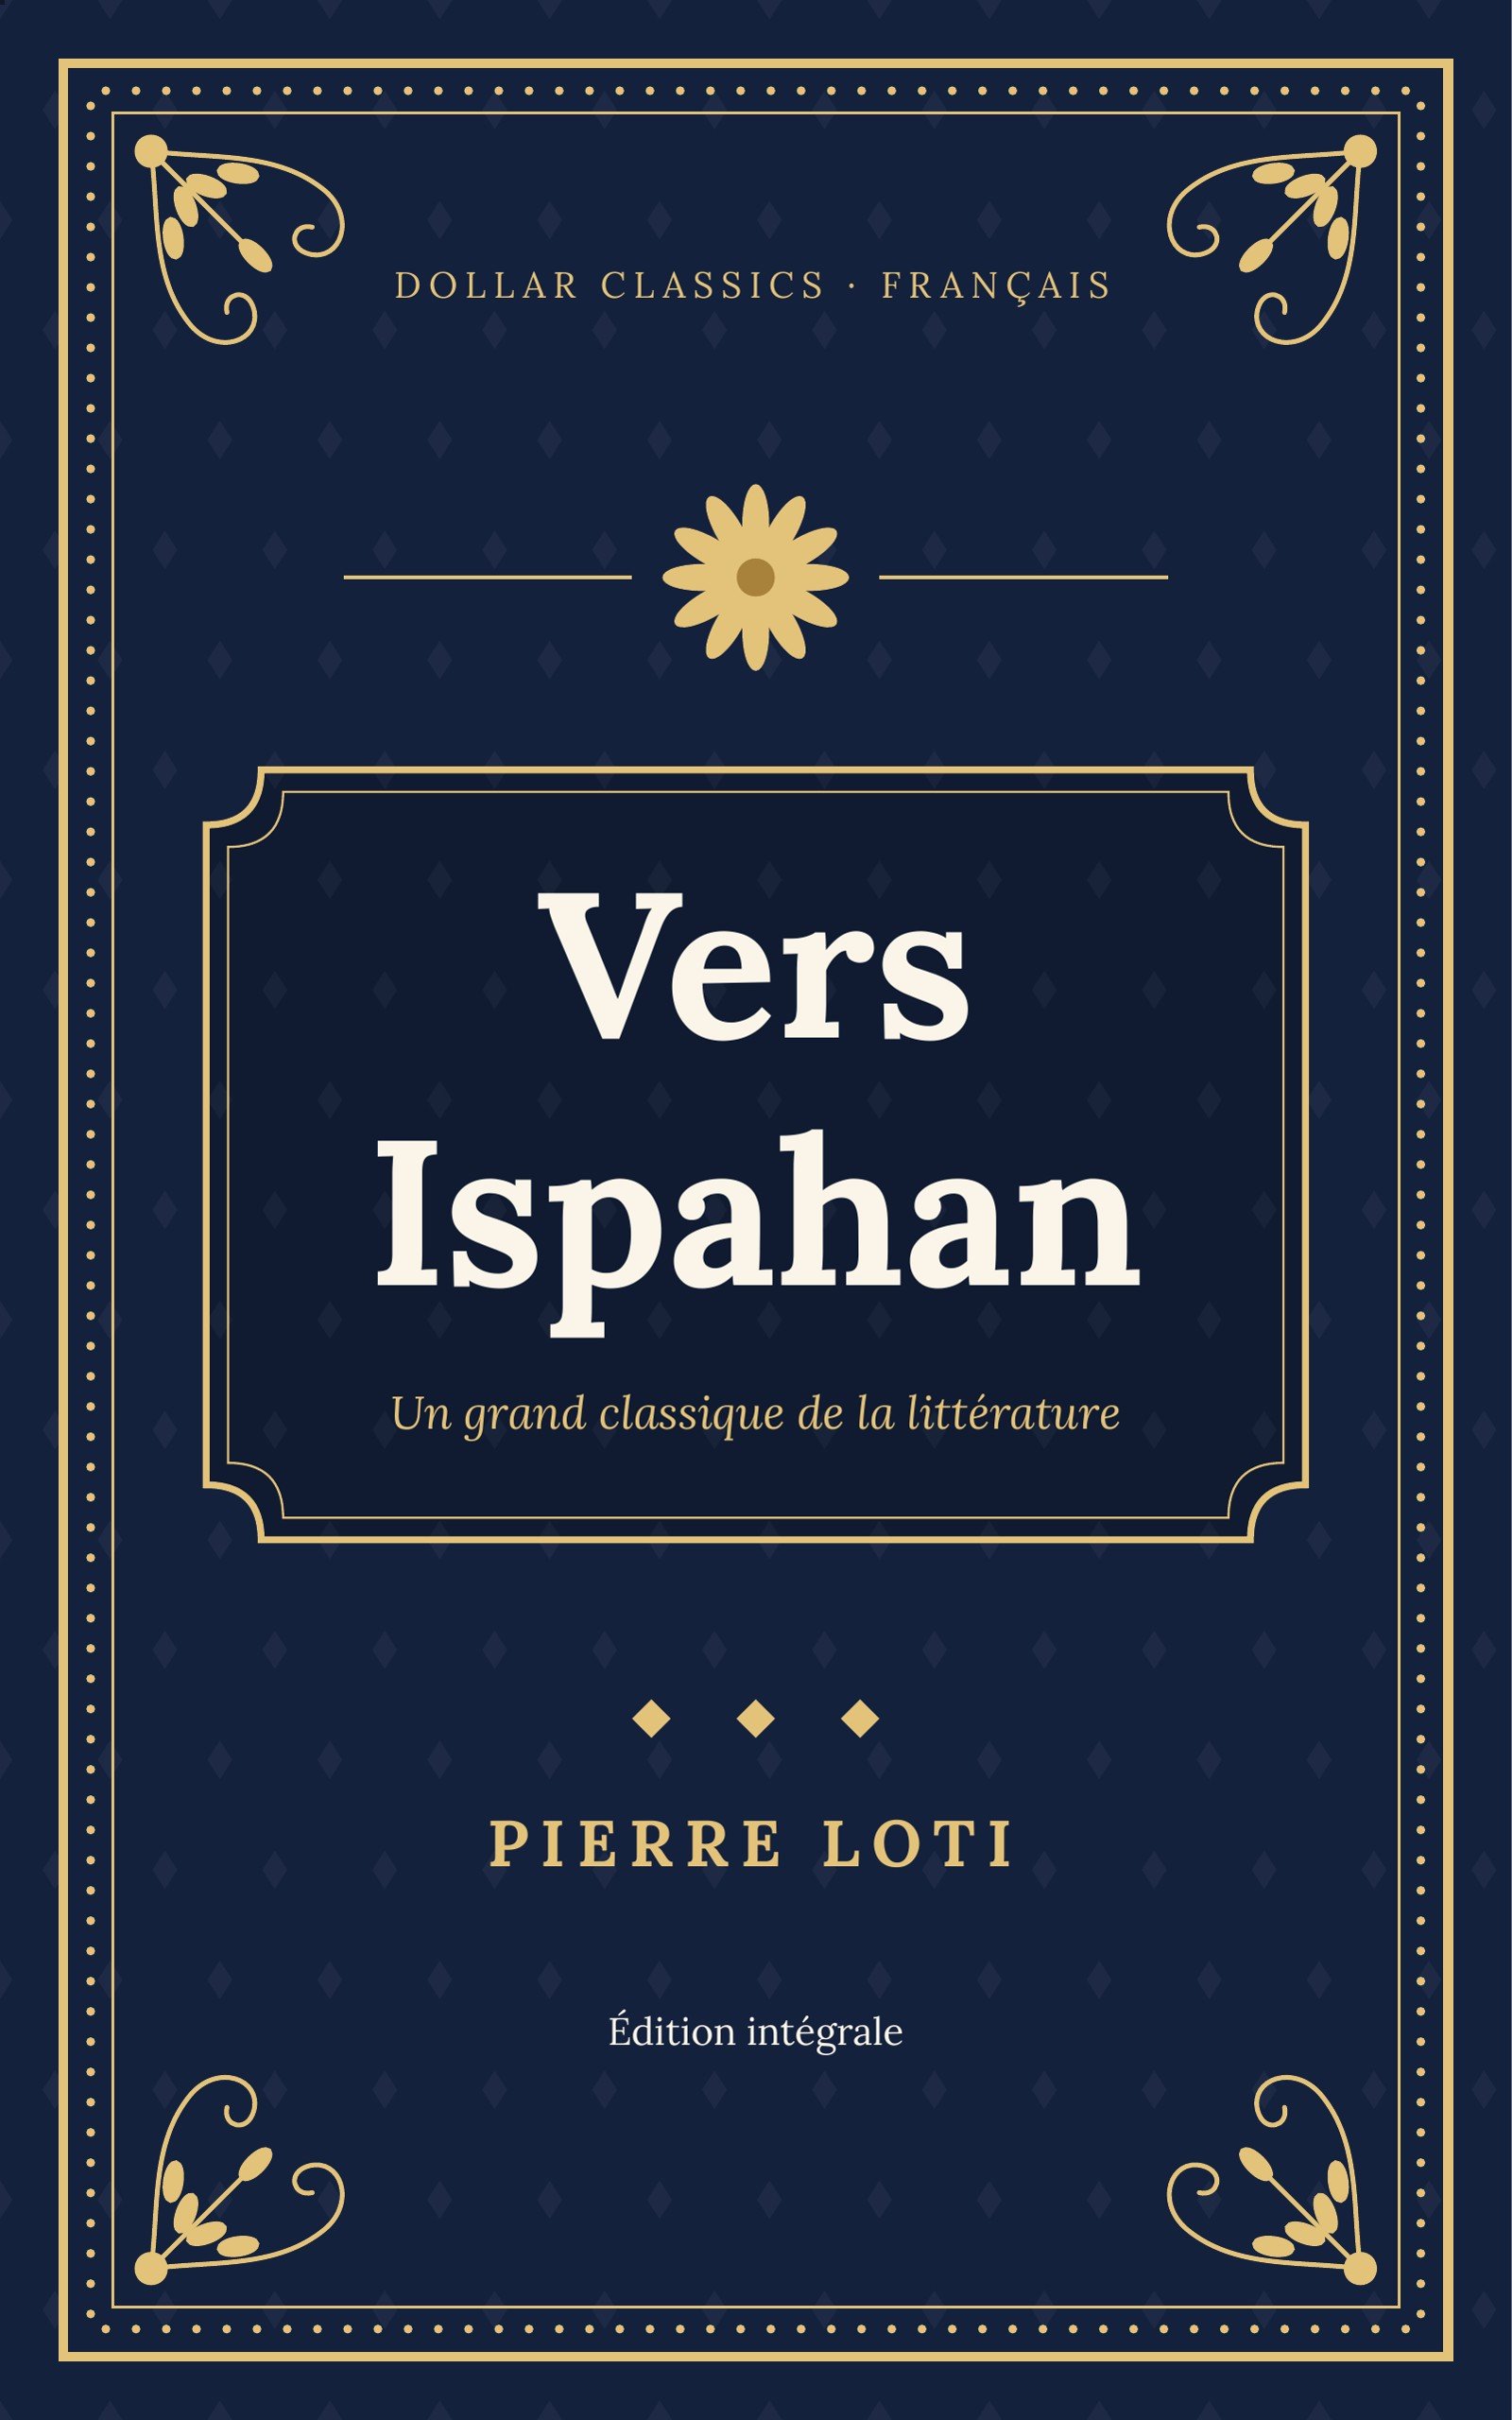 DOLLAR CLASSICS · FRANÇAIS
Vers
Ispahan
Un grand classique de la littérature
PIERRE LOTI
Édition intégrale